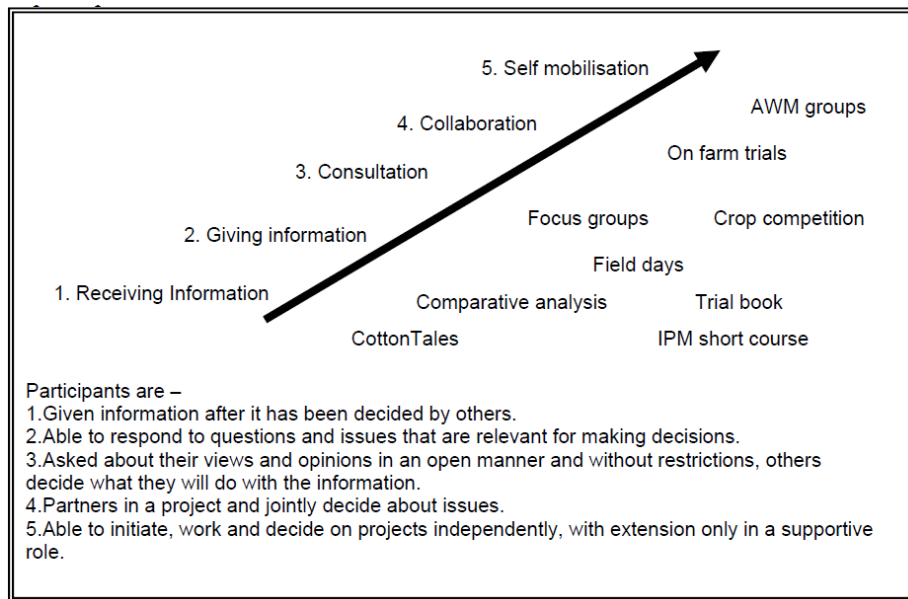 5. Self mobilisation
AWM groups
4. Collaboration
On farm trials
3. Consultation
Focus groups
Crop competition
2. Giving information
Field days
1. Receiving Information
Comparative analysis
Trial book
CottonTales
IPM short course
Participants are –
1.Given information after it has been decided by others.
2.Able to respond to questions and issues that are relevant for making decisions.
3.Asked about their views and opinions in an open manner and without restrictions, others
decide what they will do with the information.
4.Partners in a project and jointly decide about issues.
5.Able to initiate, work and decide on projects independently, with extension only in a supportive
role.